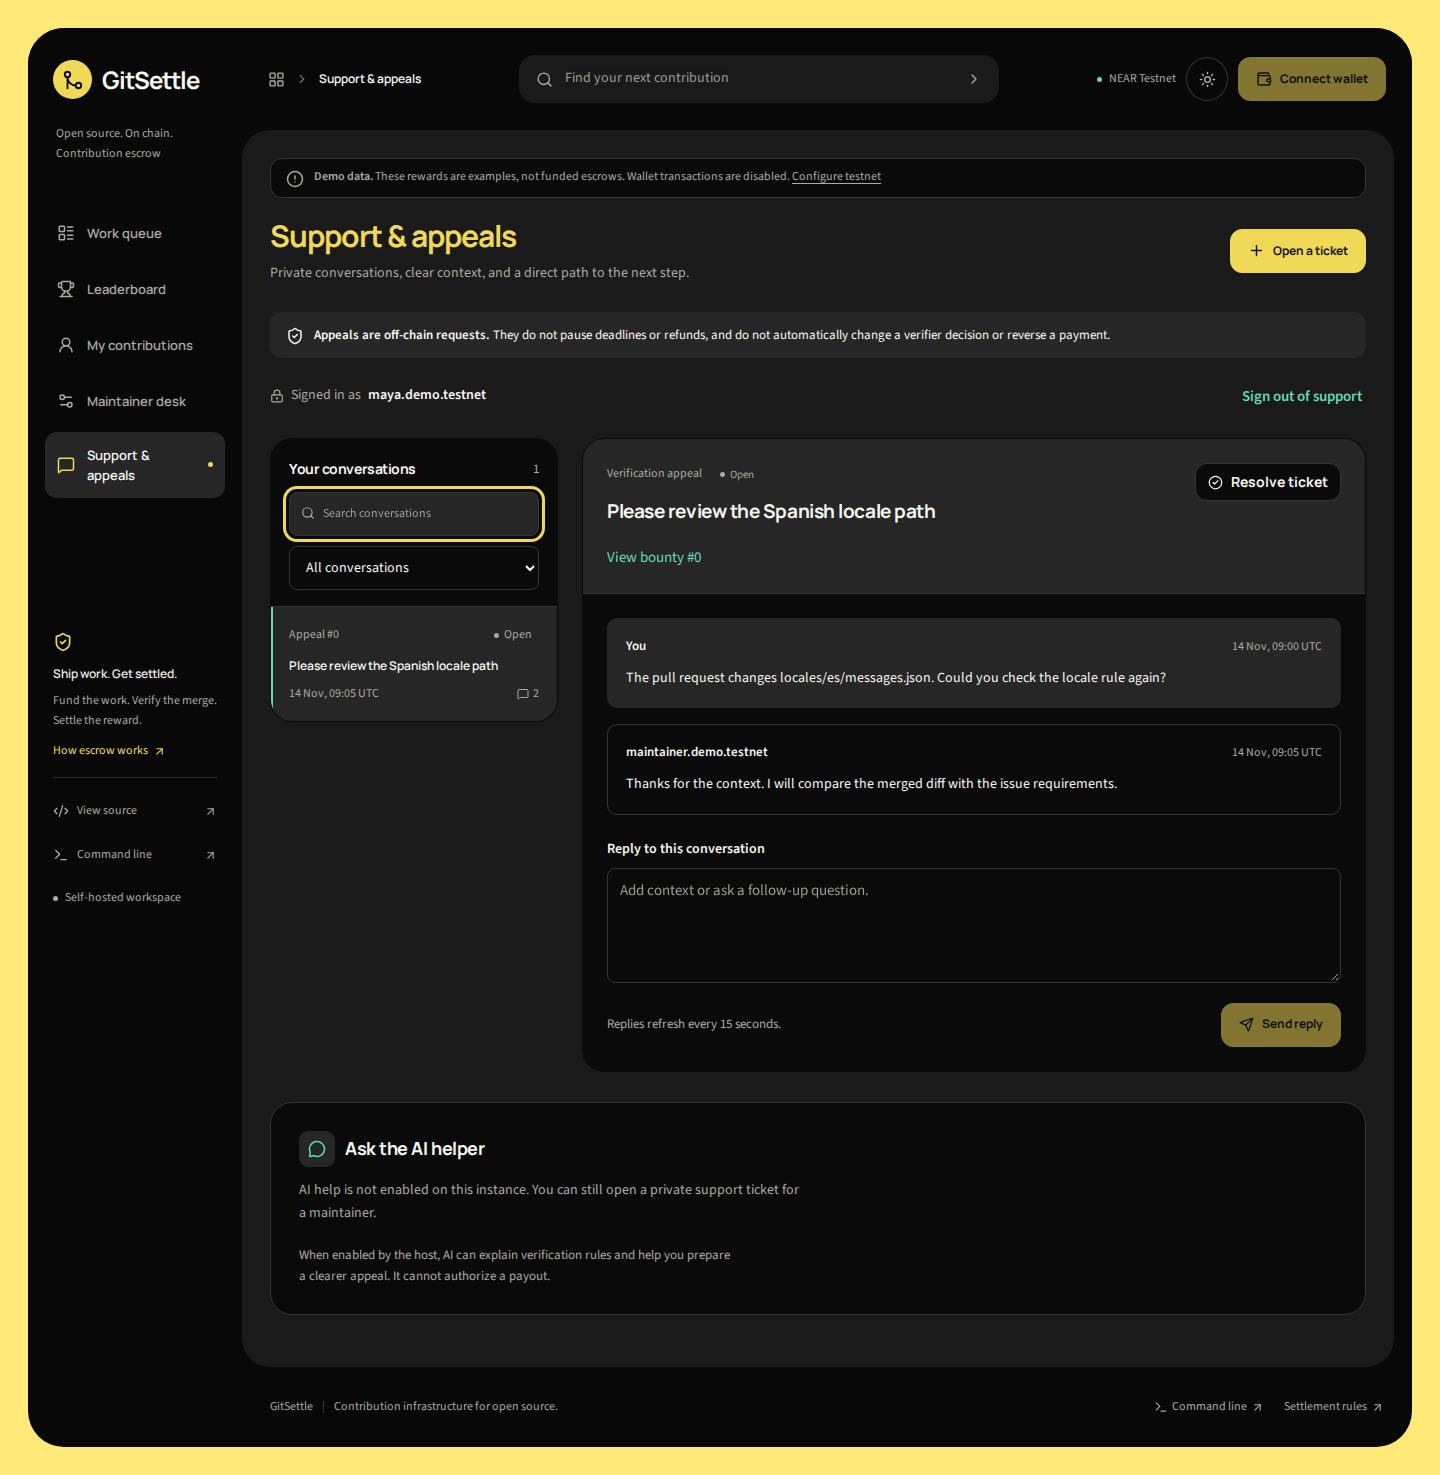 GitSettle
Support & appeals
Find your next contribution
NEAR Testnet
Connect wallet
Open source. On chain.
Contribution escrow
Work queue
Leaderboard
My contributions
Maintainer desk
Support &
appeals
Ship work. Get settled.
Fund the work. Verify the merge.
Settle the reward.
How escrow works
View source
Command line
Self-hosted workspace
Demo data. These rewards are examples, not funded escrows. Wallet transactions are disabled. Configure testnet
Support & appeals
Private conversations, clear context, and a direct path to the next step.
Open a ticket
Appeals are off-chain requests. They do not pause deadlines or refunds, and do not automatically change a verifier decision or reverse a payment.
Signed in as maya.demo.testnet
Sign out of support
Your conversations 1
Search conversations
All conversations
Appeal #0 Open
Please review the Spanish locale path
14 Nov, 09:05 UTC 2
Verification appeal Open
Resolve ticket
Please review the Spanish locale path
View bounty #0
You 14 Nov, 09:00 UTC
The pull request changes locales/es/messages.json. Could you check the locale rule again?
maintainer.demo.testnet 14 Nov, 09:05 UTC
Thanks for the context. I will compare the merged diff with the issue requirements.
Reply to this conversation
Add context or ask a follow-up question.
Replies refresh every 15 seconds.
Send reply
Ask the AI helper
AI help is not enabled on this instance. You can still open a private support ticket for
a maintainer.
When enabled by the host, AI can explain verification rules and help you prepare
a clearer appeal. It cannot authorize a payout.
GitSettle Contribution infrastructure for open source.
Command line Settlement rules